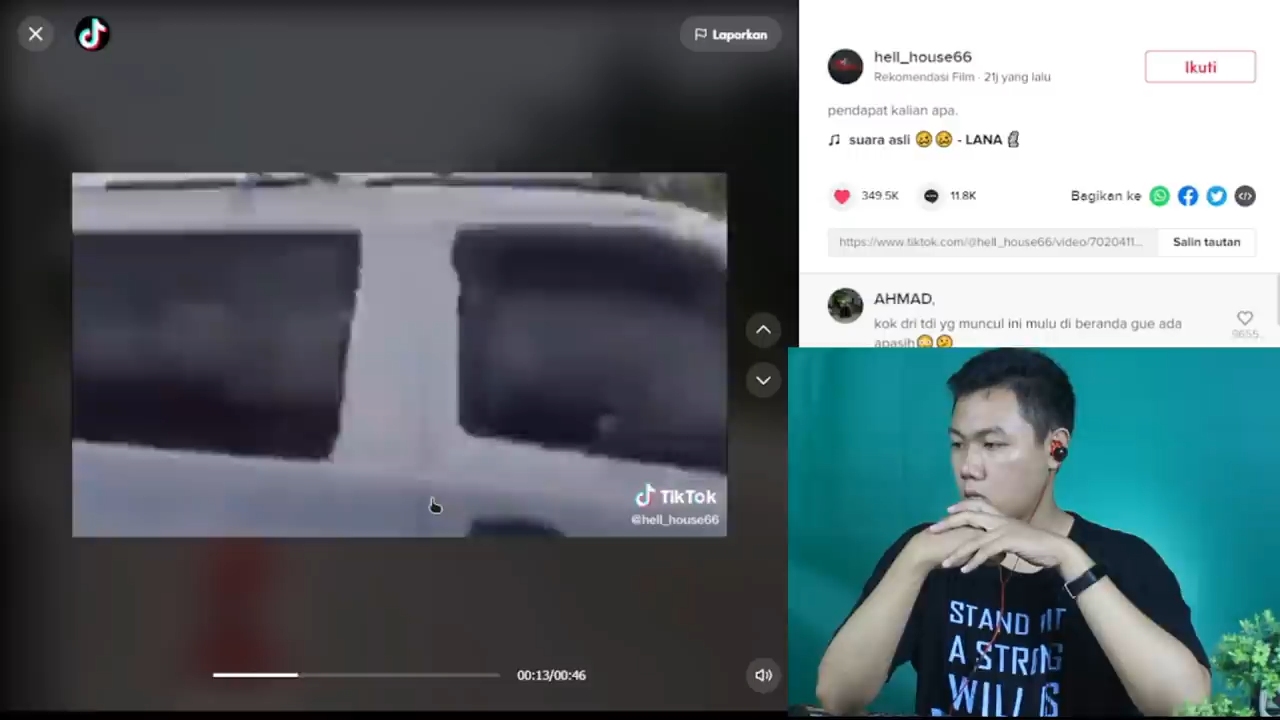 Laporkan
hell_house66
Rekomendasi Film · 21j yang lalu
Ikuti
pendapat kalian apa.
suara asli 🥴🥴 - LANA
349.5K
11.8K
Bagikan ke
https://www.tiktok.com/@hell_house66/video/7020411...
Salin tautan
AHMAD,
kok dri tdi yg muncul ini mulu di beranda gue ada
apasih
9655
TikTok
@hell_house66
00:13/00:46
STAND
A STRONG
WILL IS